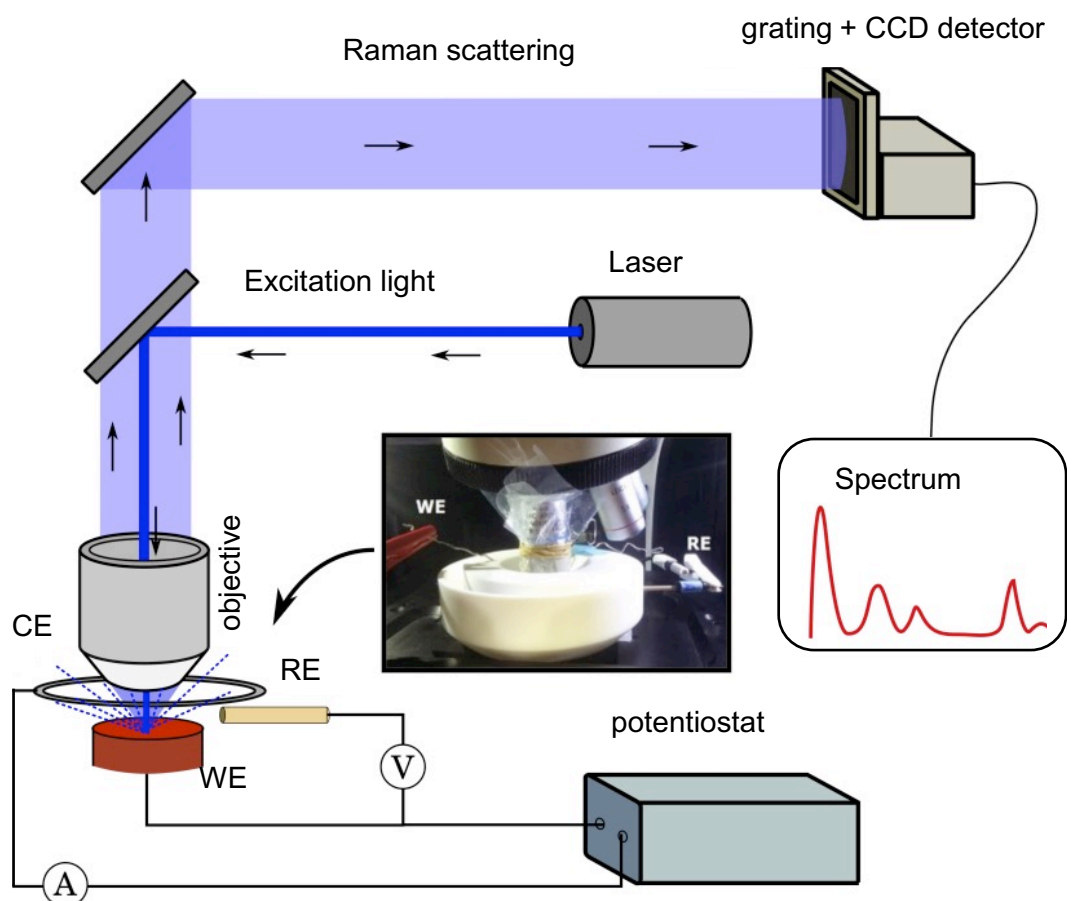 grating + CCD detector
Raman scattering
Laser
Excitation light
Spectrum
WE
RE
objective
CE
RE
potentiostat
WE
V
A